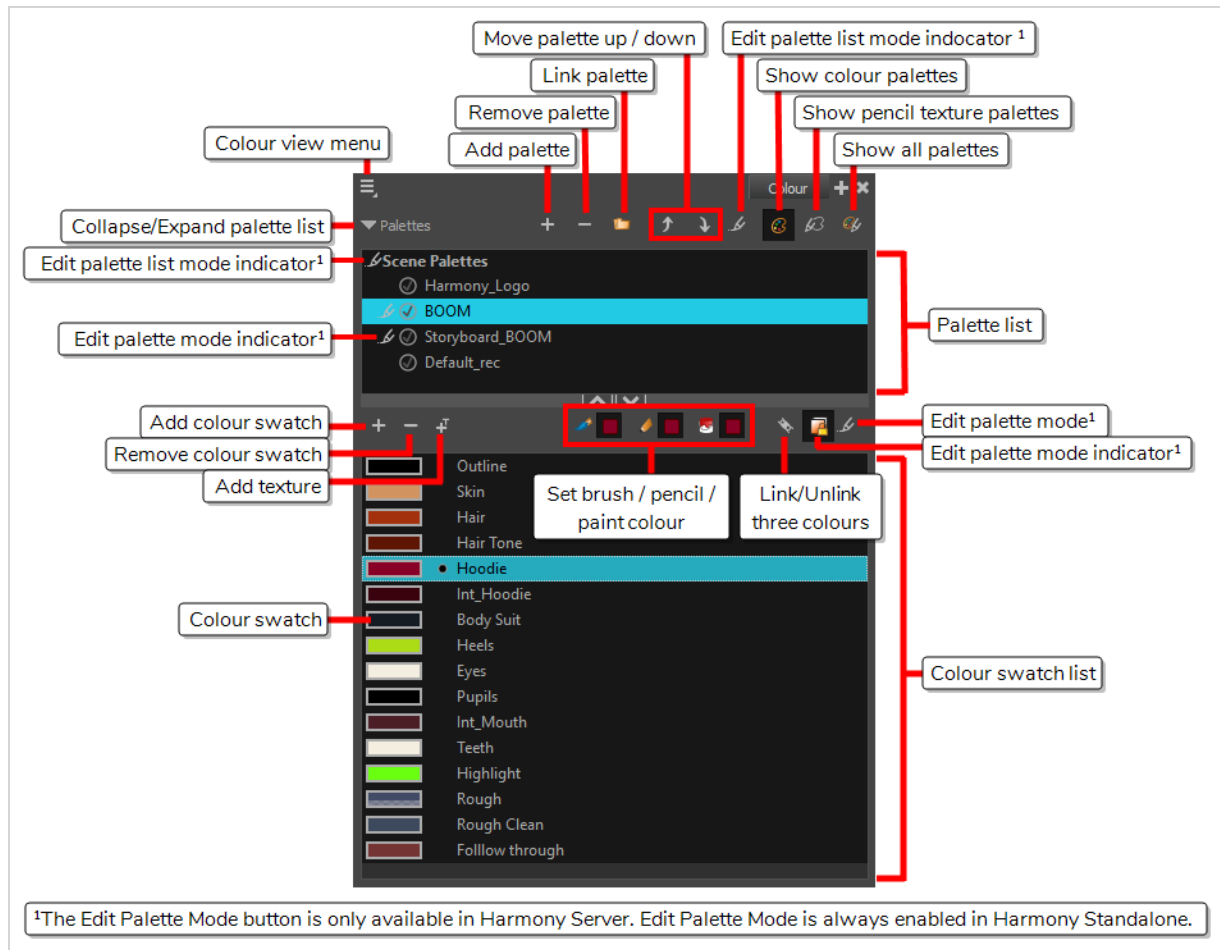 Move palette up / down
Edit palette list mode indocator ¹
Link palette
Show colour palettes
Remove palette
Show pencil texture palettes
Colour view menu
Add palette
Show all palettes
Colour
Collapse/Expand palette list
Palettes
Edit palette list mode indicator¹
Scene Palettes
Harmony_Logo
BOOM
Palette list
Edit palette mode indicator¹
Storyboard_BOOM
Default_rec
Add colour swatch
Edit palette mode¹
Remove colour swatch
Edit palette mode indicator¹
Add texture
Set brush / pencil /
paint colour
Link/Unlink
three colours
Outline
Skin
Hair
Hair Tone
Hoodie
Int_Hoodie
Colour swatch
Body Suit
Heels
Eyes
Colour swatch list
Pupils
Int_Mouth
Teeth
Highlight
Rough
Rough Clean
Folllow through
¹The Edit Palette Mode button is only available in Harmony Server. Edit Palette Mode is always enabled in Harmony Standalone.